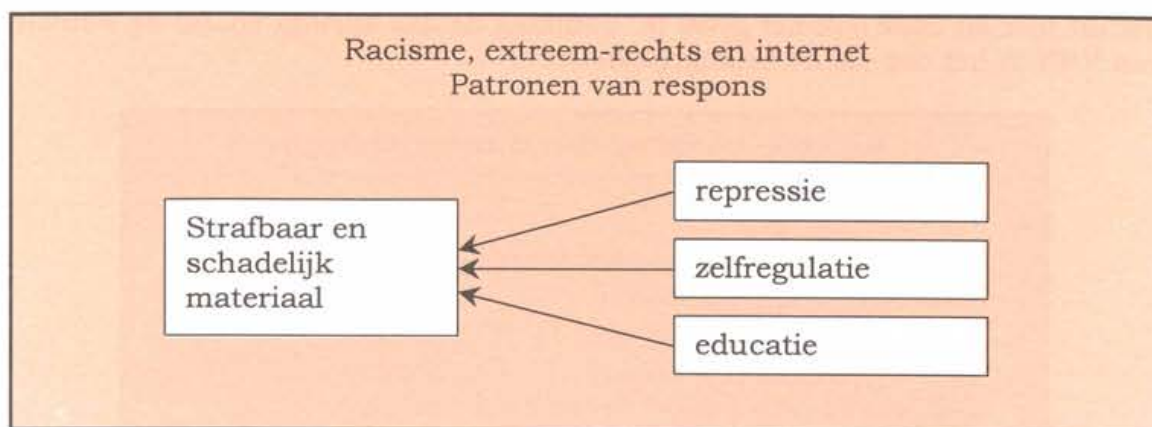 Racisme, extreem-rechts en internet
Patronen van respons
Strafbaar en
schadelijk
materiaal
repressie
zelfregulatie
educatie